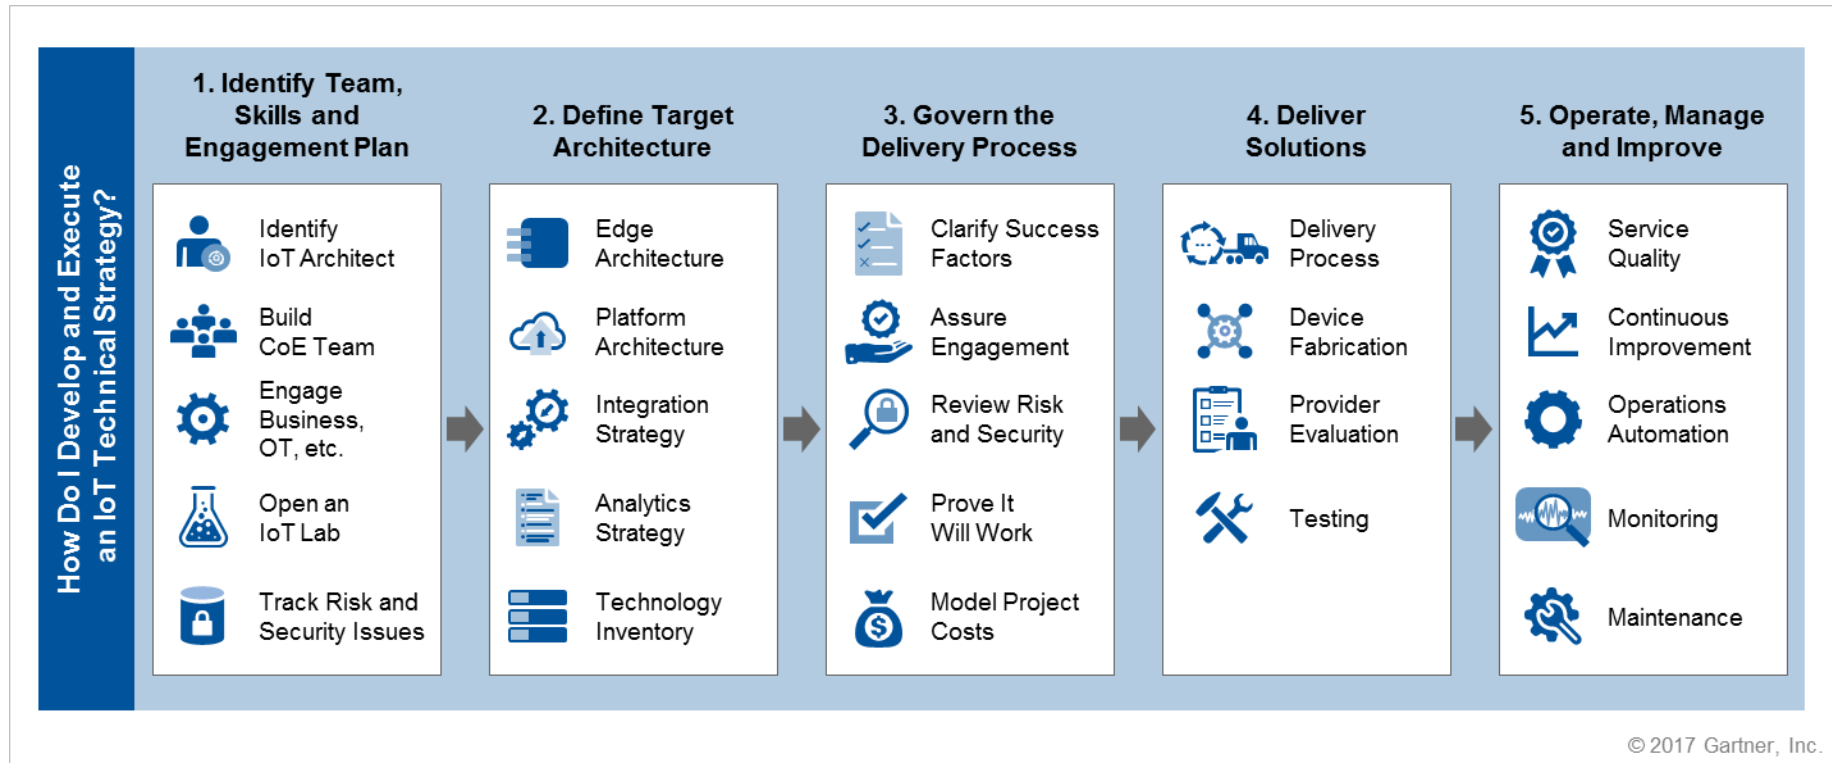 How Do I Develop and Execute
an IoT Technical Strategy?
1. Identify Team,
Skills and
Engagement Plan
Identify
IoT Architect
Build
CoE Team
Engage
Business,
OT, etc.
Open an
IoT Lab
Track Risk and
Security Issues
2. Define Target
Architecture
Edge
Architecture
Platform
Architecture
Integration
Strategy
Analytics
Strategy
Technology
Inventory
3. Govern the
Delivery Process
Clarify Success
Factors
Assure
Engagement
Review Risk
and Security
Prove It
Will Work
Model Project
Costs
$
4. Deliver
Solutions
Delivery
Process
Device
Fabrication
Provider
Evaluation
Testing
5. Operate, Manage
and Improve
Service
Quality
Continuous
Improvement
Operations
Automation
Monitoring
Maintenance
© 2017 Gartner, Inc.